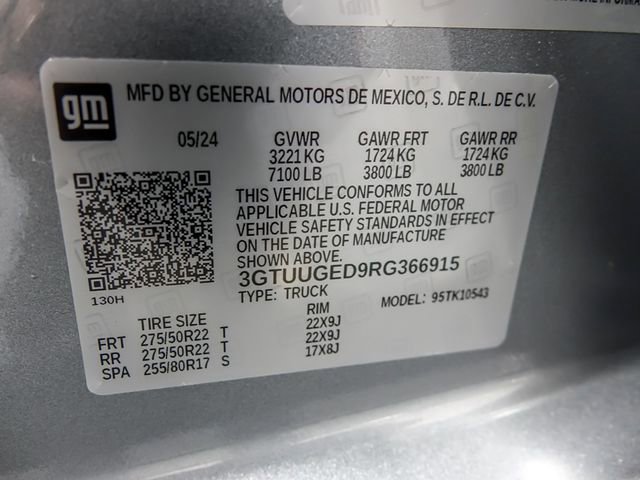 gm
MFD BY GENERAL MOTORS DE MEXICO, S. DE R.L. DE C.V.
05/24 GVWR GAWR FRT GAWR RR
3221 KG 1724 KG 1724 KG
7100 LB 3800 LB 3800 LB
THIS VEHICLE CONFORMS TO ALL
APPLICABLE U.S. FEDERAL MOTOR
VEHICLE SAFETY STANDARDS IN EFFECT
ON THE DATE OF MANUFACTURE
SHOWN ABOVE.
3GTUUGED9RG366915
130H
TYPE: TRUCK MODEL: 95TK10543
TIRE SIZE RIM
FRT 275/50R22 T 22X9J
RR 275/50R22 T 22X9J
SPA 255/80R17 S 17X8J